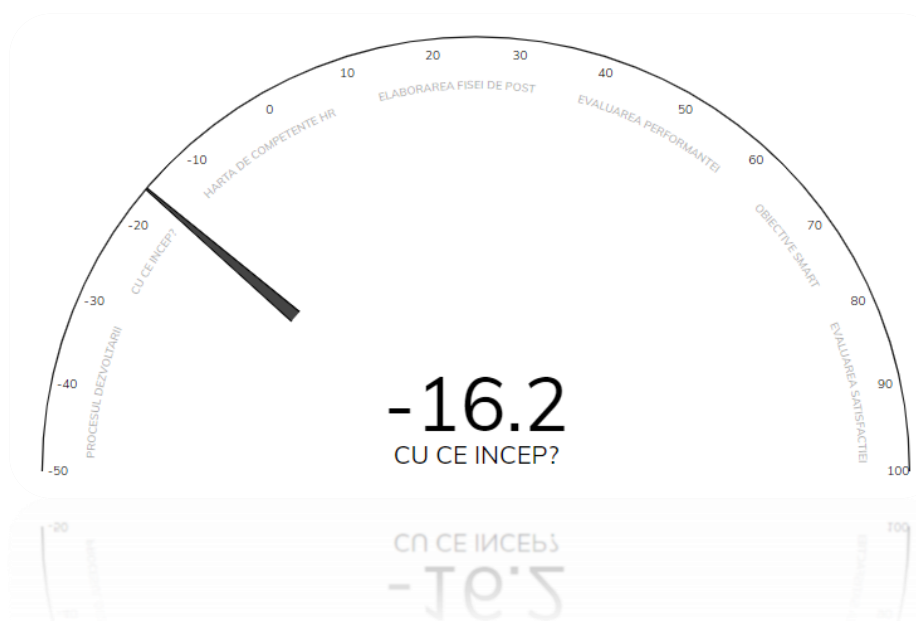 -50
-40
-30
-20
-10
0
10
20
30
40
50
60
70
80
90
100
PROCESUL DEZVOLTARII
CU CE INCEP?
HARTA DE COMPETENTE HR
ELABORAREA FISEI DE POST
EVALUAREA PERFORMANTEI
OBIECTIVE SMART
EVALUAREA SATISFACTIEI
-16.2
CU CE INCEP?